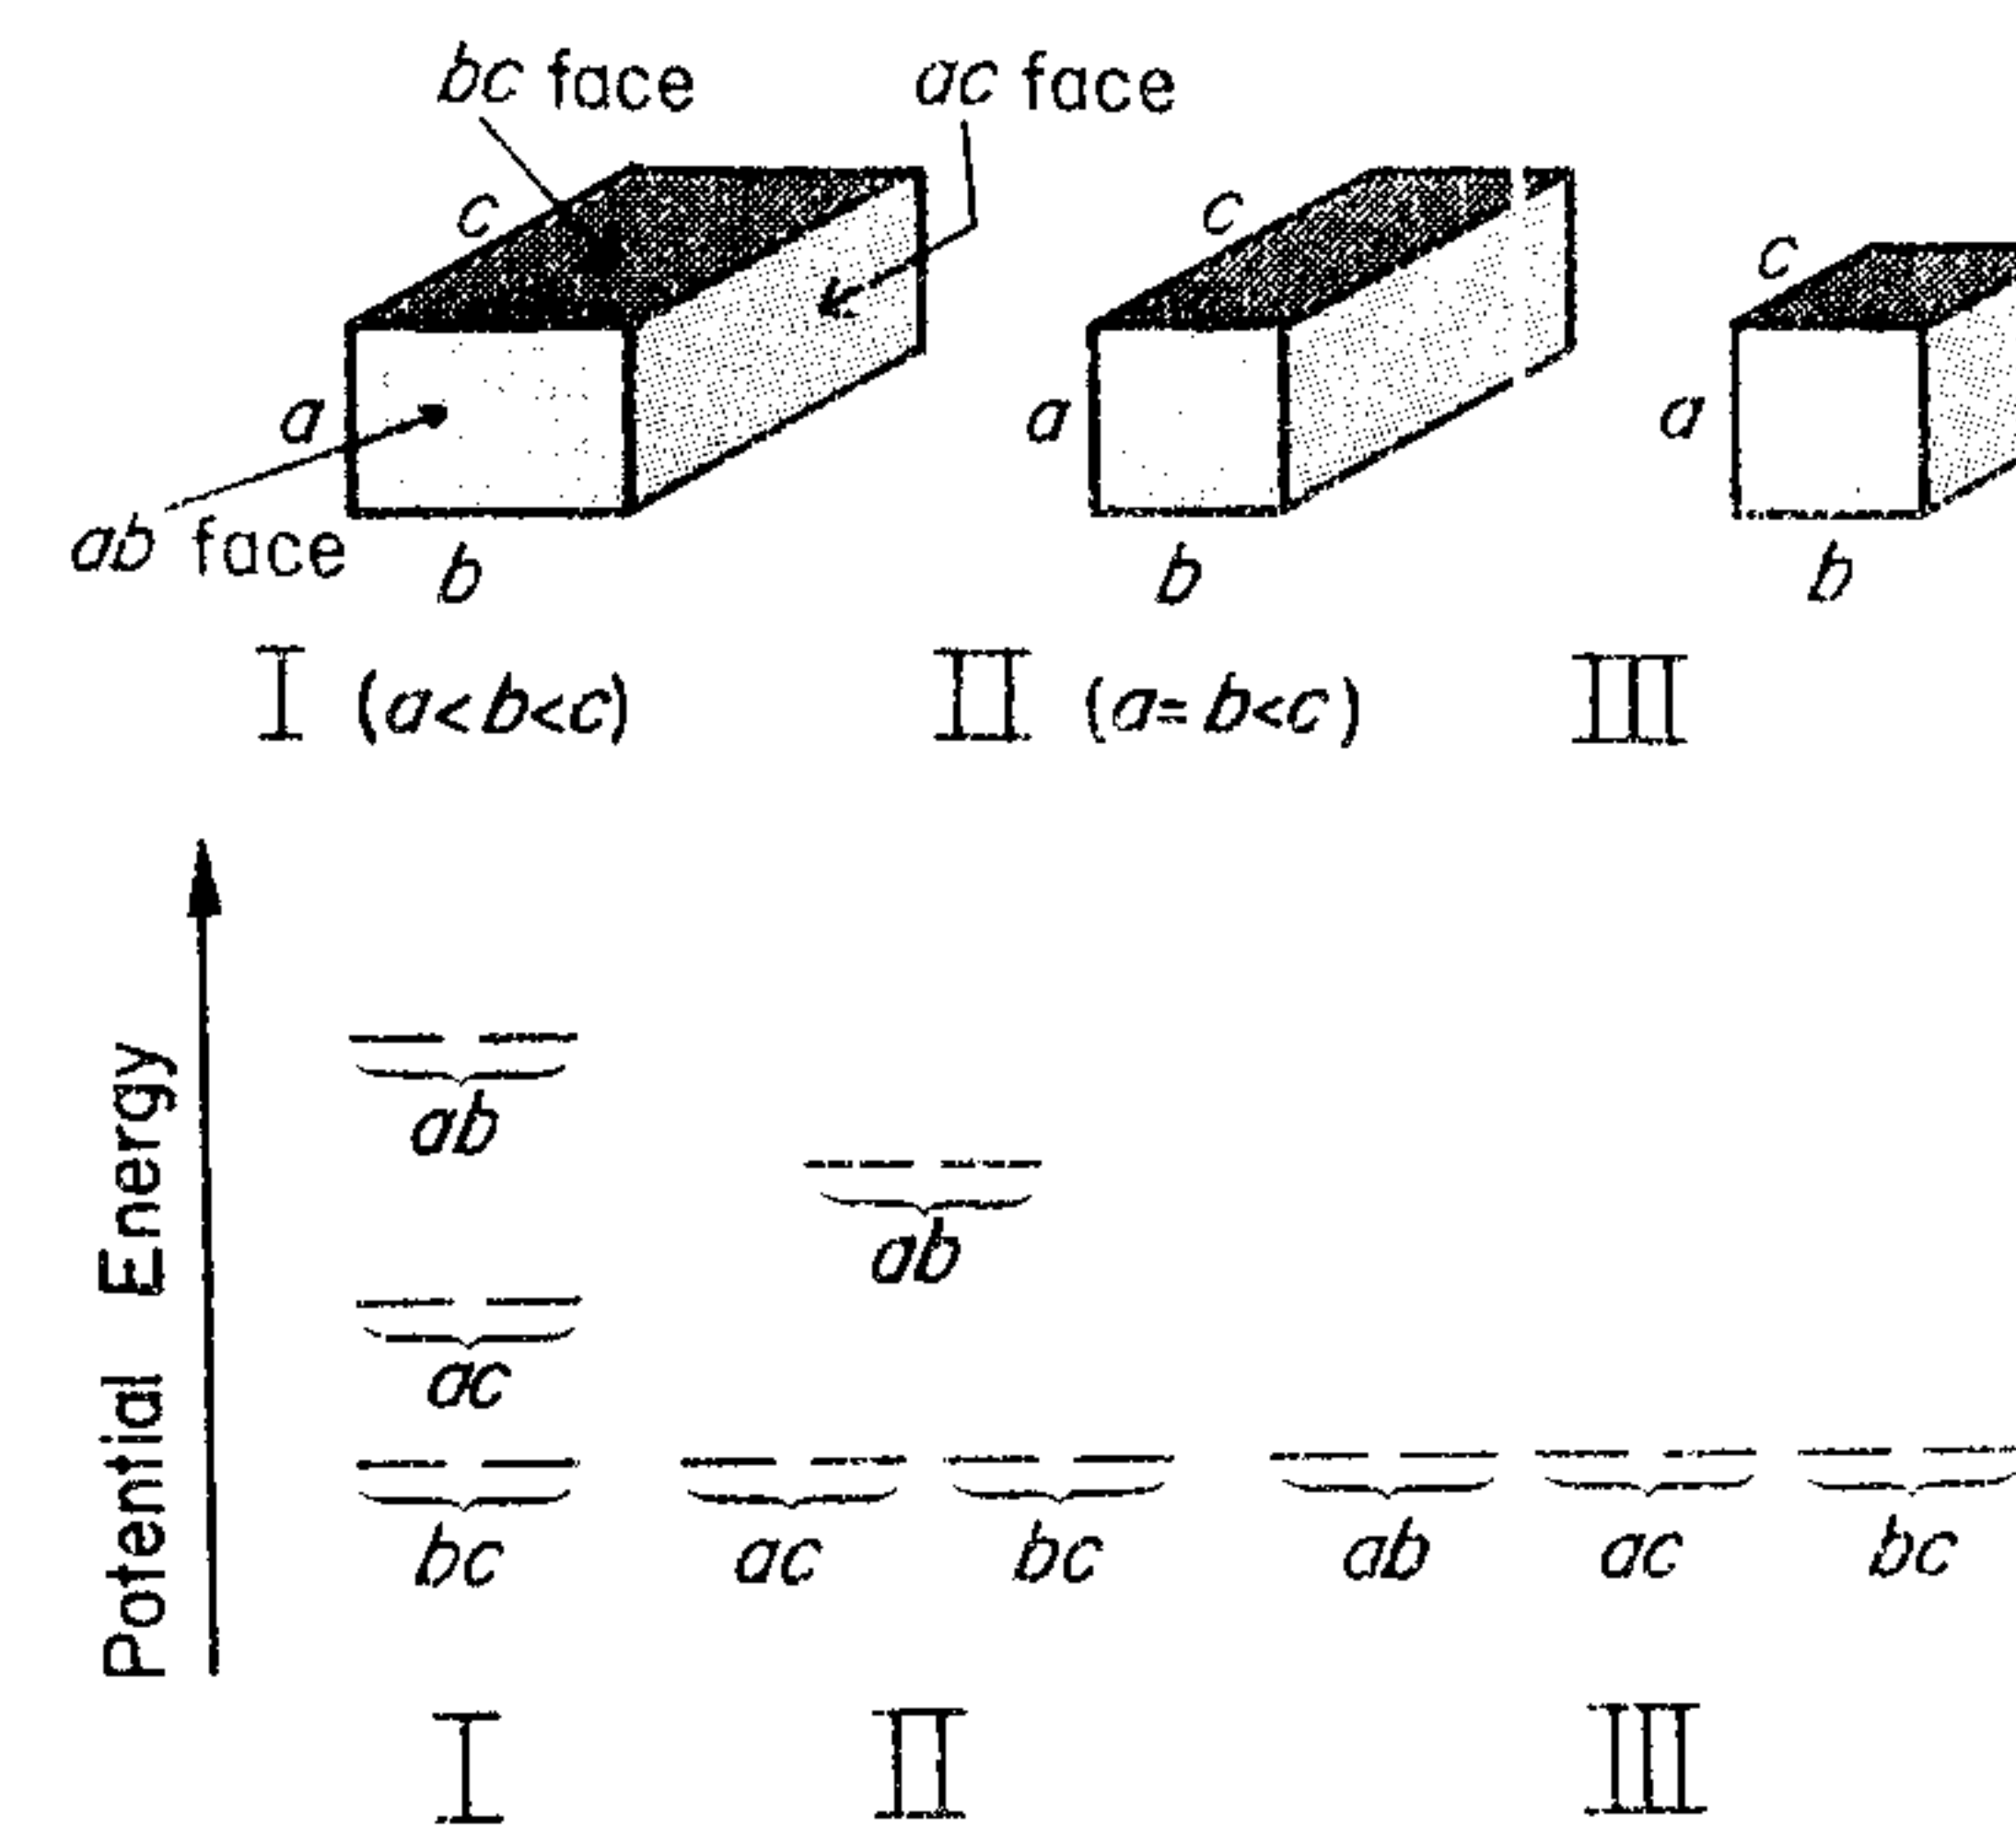 bc face ac face
c c c
a a a
ab face b b b
I (a<b<c) II (a=b<c) III
Potential Energy
ab
ab
ac
bc ac bc ab ac bc
I II III